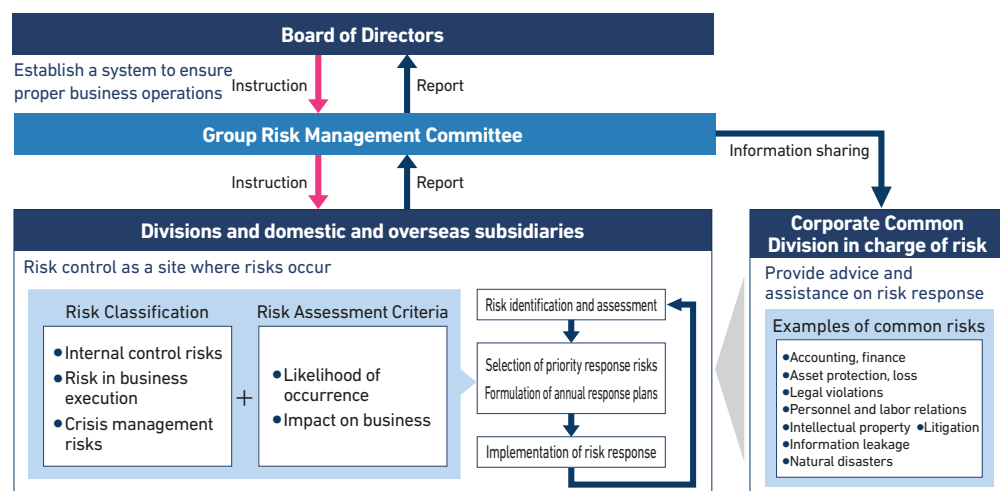 Board of Directors
Establish a system to ensure
proper business operations
Instruction
Report
Group Risk Management Committee
Information sharing
Instruction
Report
Divisions and domestic and overseas subsidiaries
Risk control as a site where risks occur
Risk Classification
●Internal control risks
●Risk in business
execution
●Crisis management
risks
+
Risk Assessment Criteria
●Likelihood of
occurrence
●Impact on business
Risk identification and assessment
Selection of priority response risks
Formulation of annual response plans
Implementation of risk response
Corporate Common
Division in charge of risk
Provide advice and
assistance on risk response
Examples of common risks
●Accounting, finance
●Asset protection, loss
●Legal violations
●Personnel and labor relations
●Intellectual property ●Litigation
●Information leakage
●Natural disasters